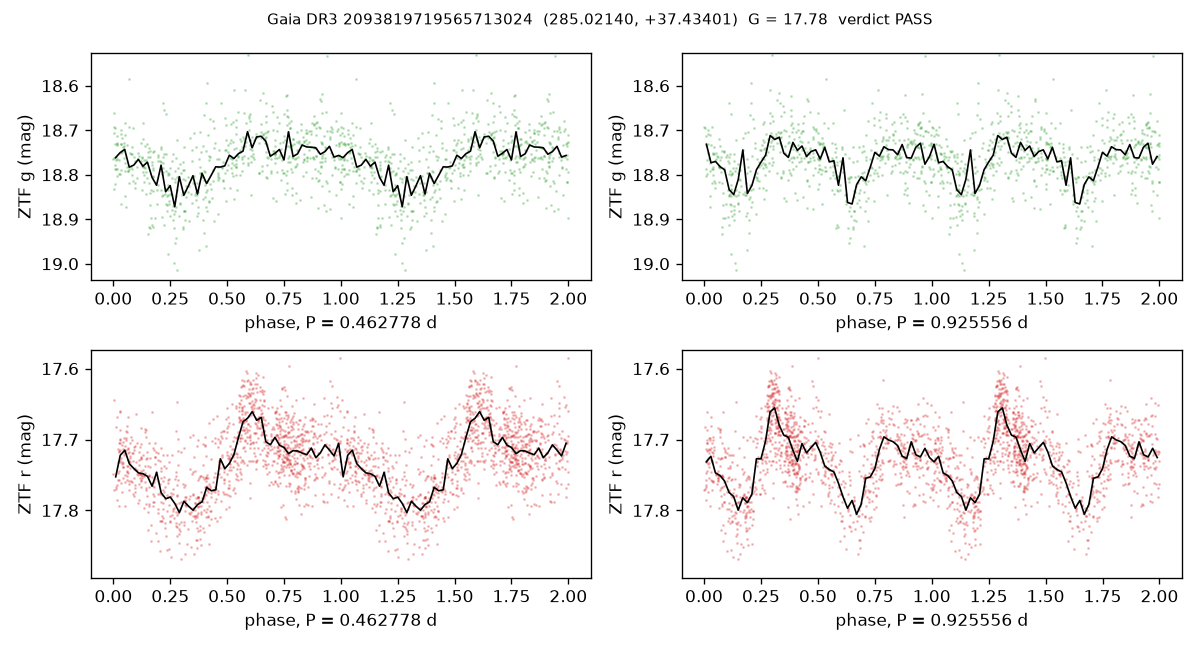 Gaia DR3 2093819719565713024 (285.02140, +37.43401) G = 17.78 verdict PASS
ZTF g (mag)
18.6
18.7
18.8
18.9
19.0
0.00 0.25 0.50 0.75 1.00 1.25 1.50 1.75 2.00
phase, P = 0.462778 d
ZTF g (mag)
18.6
18.7
18.8
18.9
19.0
0.00 0.25 0.50 0.75 1.00 1.25 1.50 1.75 2.00
phase, P = 0.925556 d
ZTF r (mag)
17.6
17.7
17.8
0.00 0.25 0.50 0.75 1.00 1.25 1.50 1.75 2.00
phase, P = 0.462778 d
ZTF r (mag)
17.6
17.7
17.8
0.00 0.25 0.50 0.75 1.00 1.25 1.50 1.75 2.00
phase, P = 0.925556 d